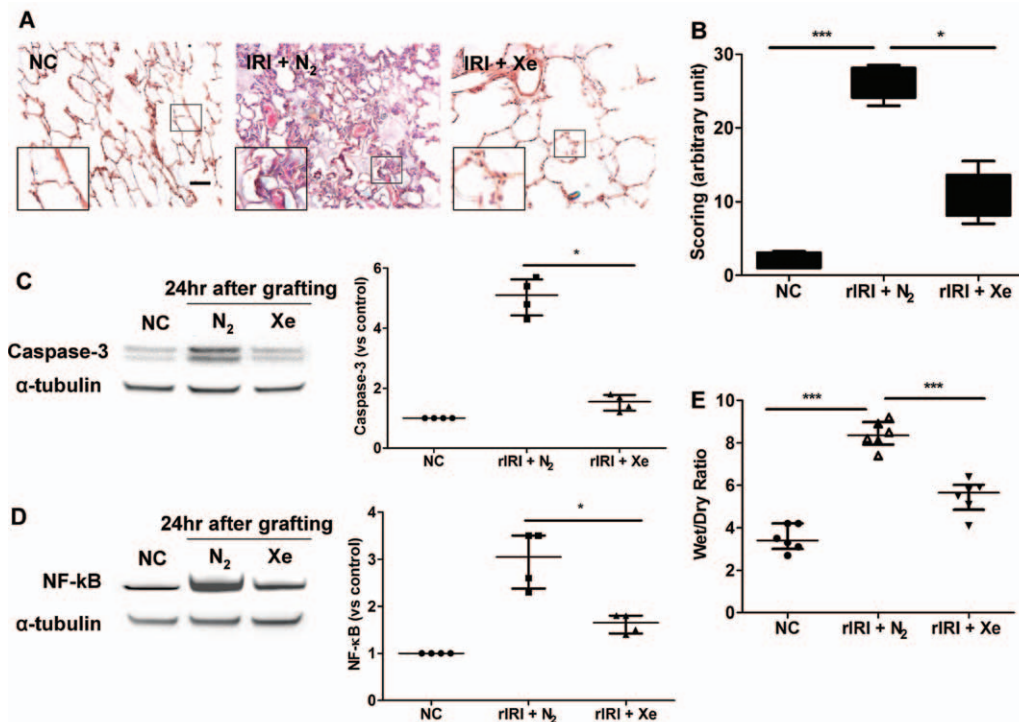 A
NC
IRI + N₂
IRI + Xe
B
Scoring (arbitrary unit)
30
20
10
0
***
*
NC
rIRI + N₂
rIRI + Xe
C
24hr after grafting
NC
N₂
Xe
Caspase-3
α-tubulin
Caspase-3 (vs control)
6
4
2
0
*
NC
rIRI + N₂
rIRI + Xe
D
24hr after grafting
NC
N₂
Xe
NF-kB
α-tubulin
NF-κB (vs control)
4
3
2
1
0
*
NC
rIRI + N₂
rIRI + Xe
E
Wet/Dry Ratio
10
8
6
4
2
0
***
***
NC
rIRI + N₂
rIRI + Xe